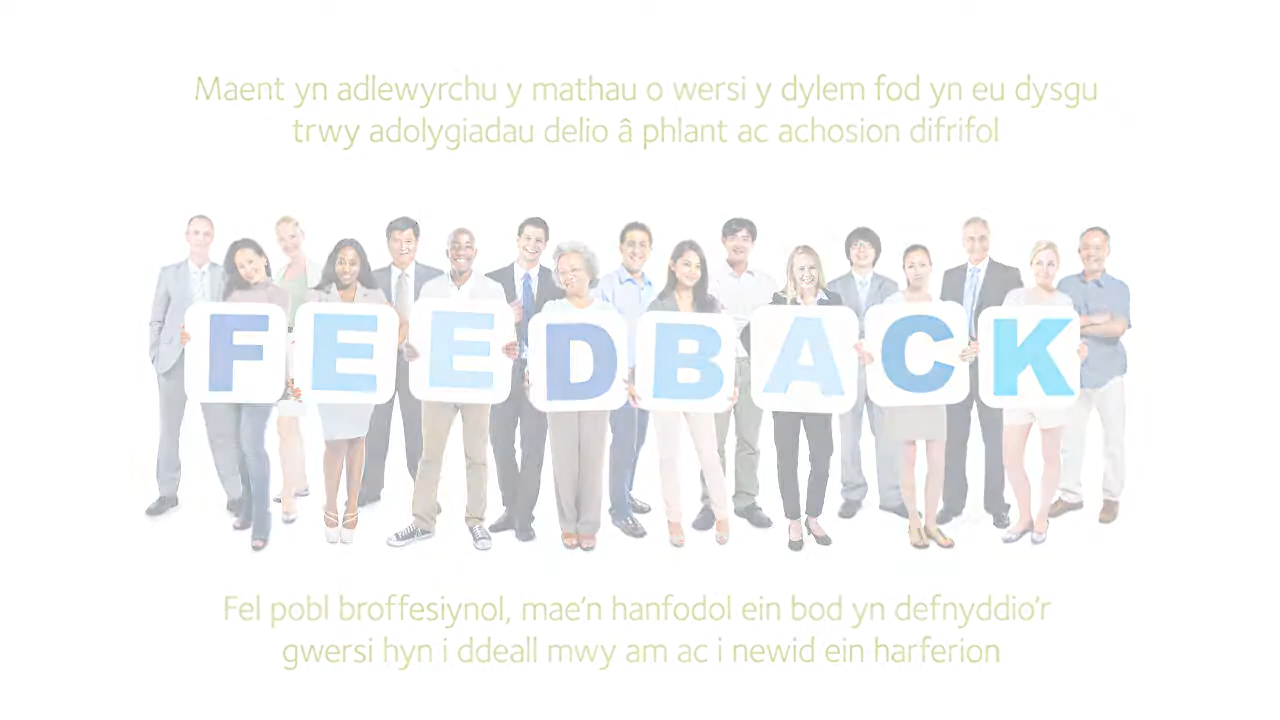 Maent yn adlewyrchu y mathau o wersi y dylem fod yn eu dysgu
trwy adolygiadau delio â phlant ac achosion difrifol
FEEDBACK
Fel pobl broffesiynol, mae'n hanfodol ein bod yn defnyddio'r
gwersi hyn i ddeall mwy am ac i newid ein harferion